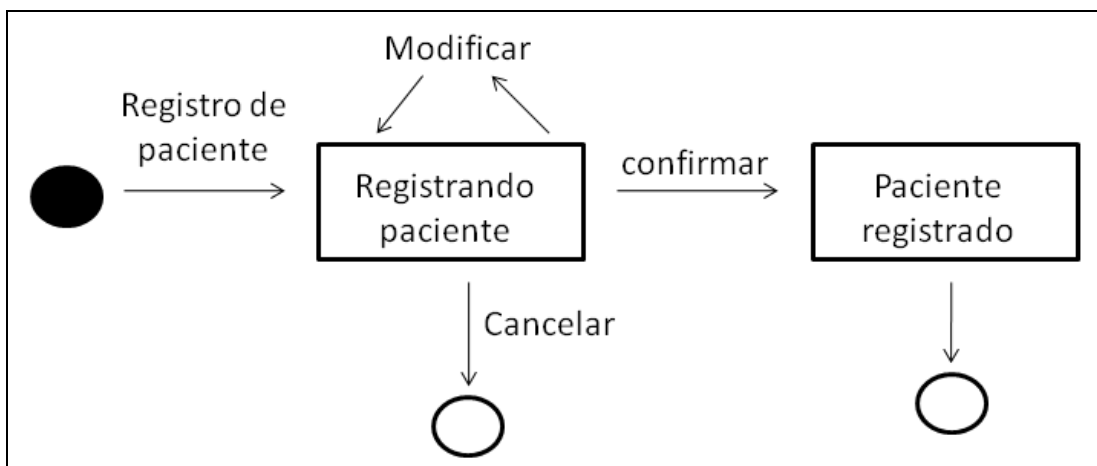 Modificar
Registro de
paciente
Registrando
paciente
confirmar
Paciente
registrado
Cancelar